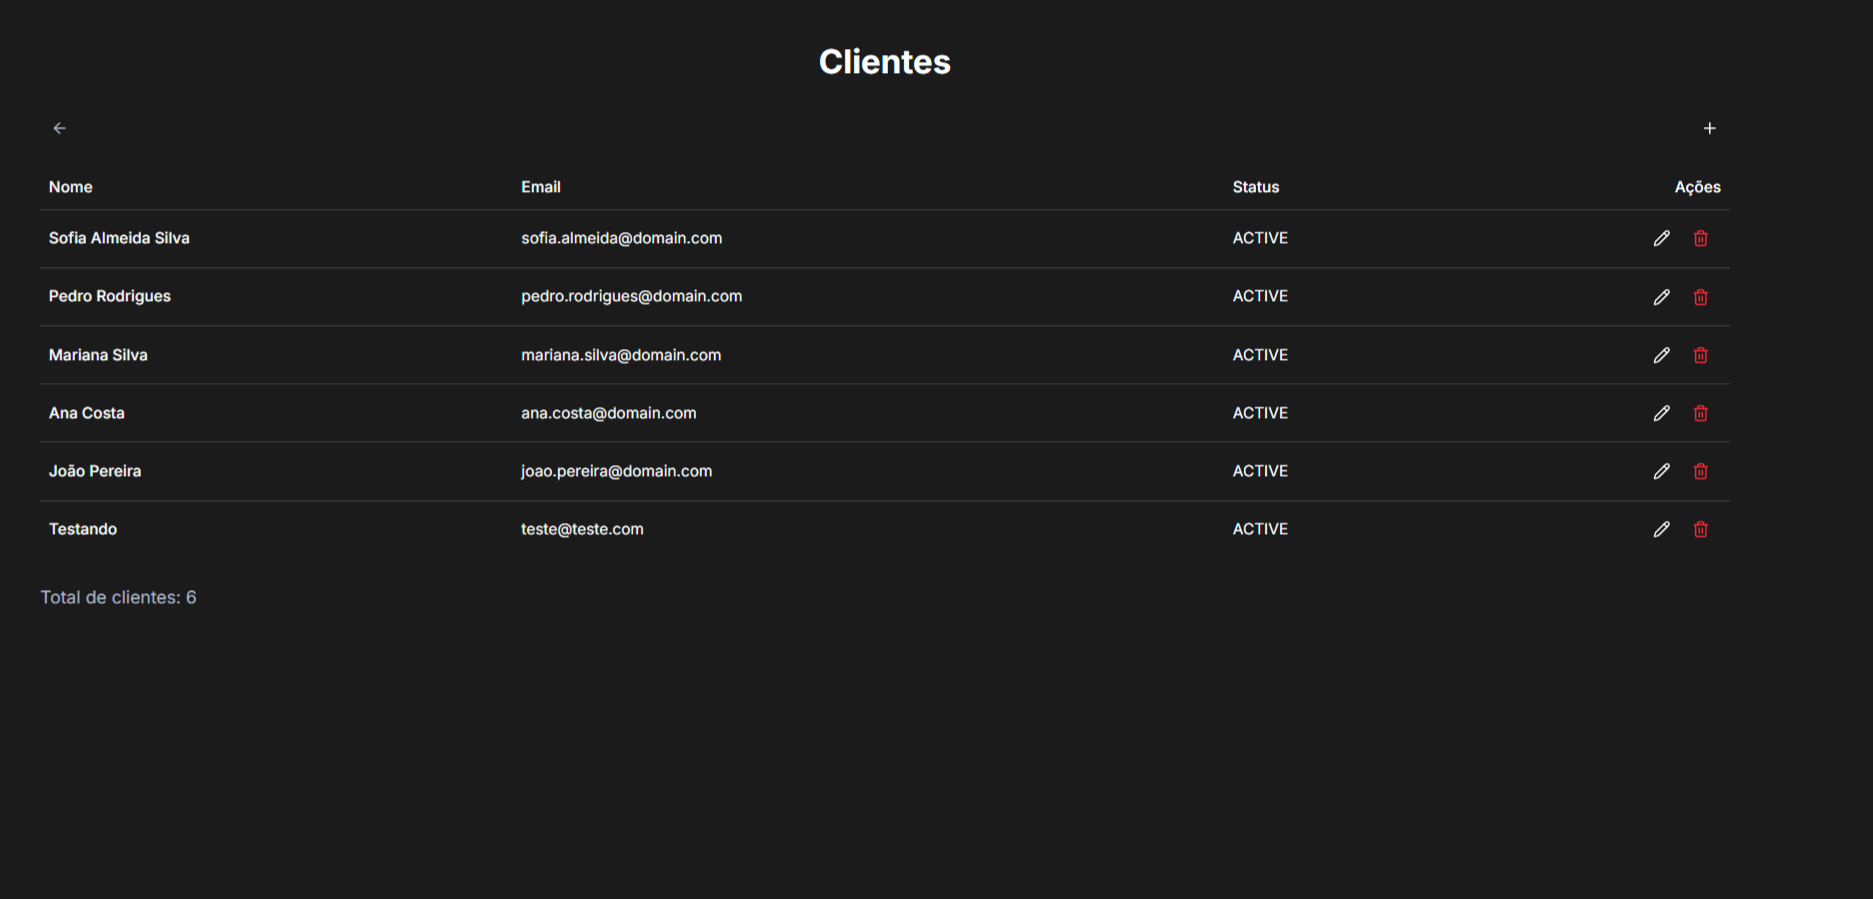 Clientes
Nome Email Status Ações
Sofia Almeida Silva sofia.almeida@domain.com ACTIVE
Pedro Rodrigues pedro.rodrigues@domain.com ACTIVE
Mariana Silva mariana.silva@domain.com ACTIVE
Ana Costa ana.costa@domain.com ACTIVE
João Pereira joao.pereira@domain.com ACTIVE
Testando teste@teste.com ACTIVE
Total de clientes: 6